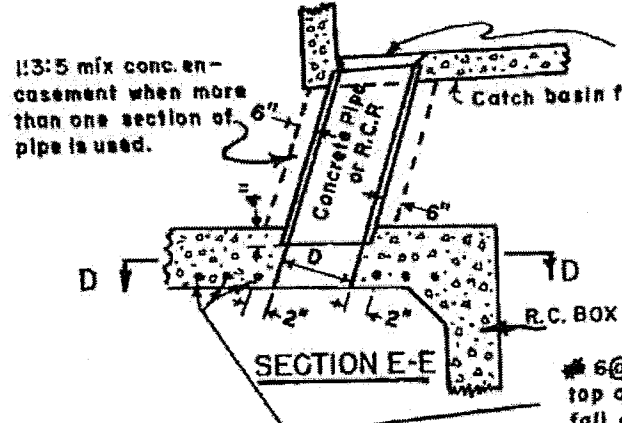 1:3:5 mix conc. en-
casement when more
than one section of
pipe is used.
6"
Concrete Pipe
or R.C.P.
Catch basin f
6"
D
D
D
2"
2"
R.C. BOX
SECTION E-E
6@
top o
fall